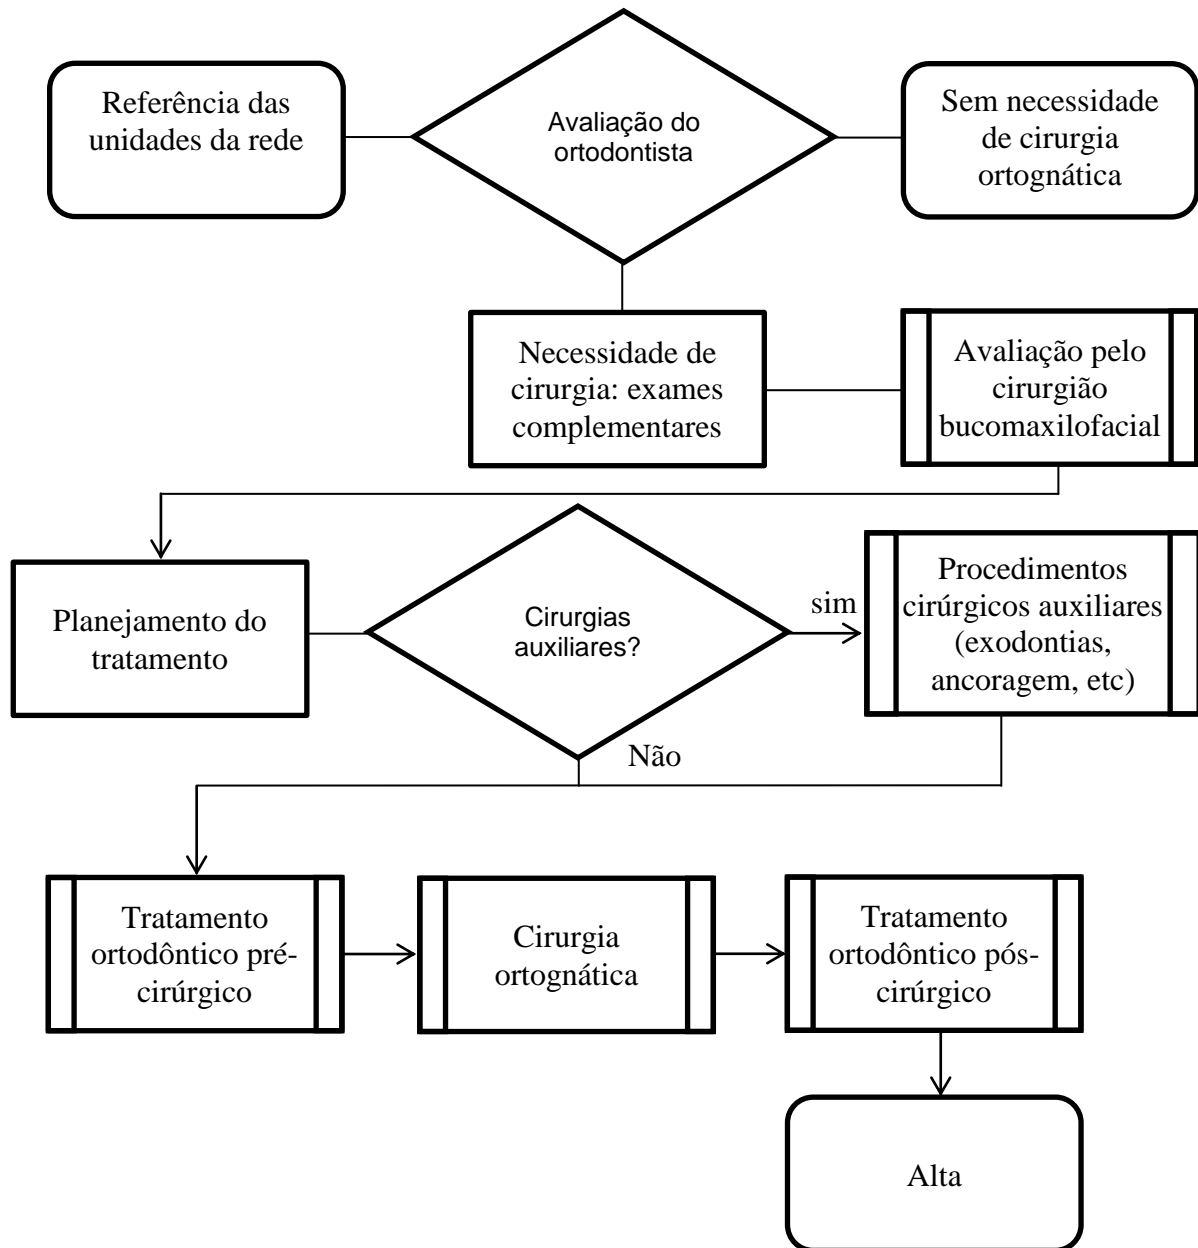 Referência das
unidades da rede
Avaliação do
ortodontista
Sem necessidade
de cirurgia
ortognática
Necessidade de
cirurgia: exames
complementares
Avaliação pelo
cirurgião
bucomaxilofacial
Planejamento do
tratamento
Cirurgias
auxiliares?
sim
Procedimentos
cirúrgicos auxiliares
(exodontias,
ancoragem, etc)
Não
Tratamento
ortodôntico pré-
cirúrgico
Cirurgia
ortognática
Tratamento
ortodôntico pós-
cirúrgico
Alta